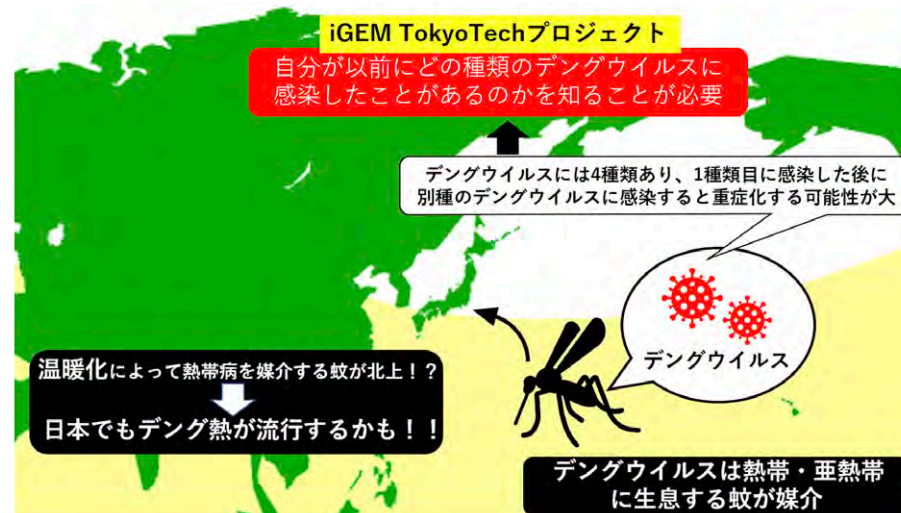 iGEM TokyoTechプロジェクト
自分が以前にどの種類のデングウイルスに
感染したことがあるのかを知ることが必要
デングウイルスには4種類あり、1種類目に感染した後に
別種のデングウイルスに感染すると重症化する可能性が大
デングウイルス
温暖化によって熱帯病を媒介する蚊が北上！？
日本でもデング熱が流行するかも！！
デングウイルスは熱帯・亜熱帯
に生息する蚊が媒介